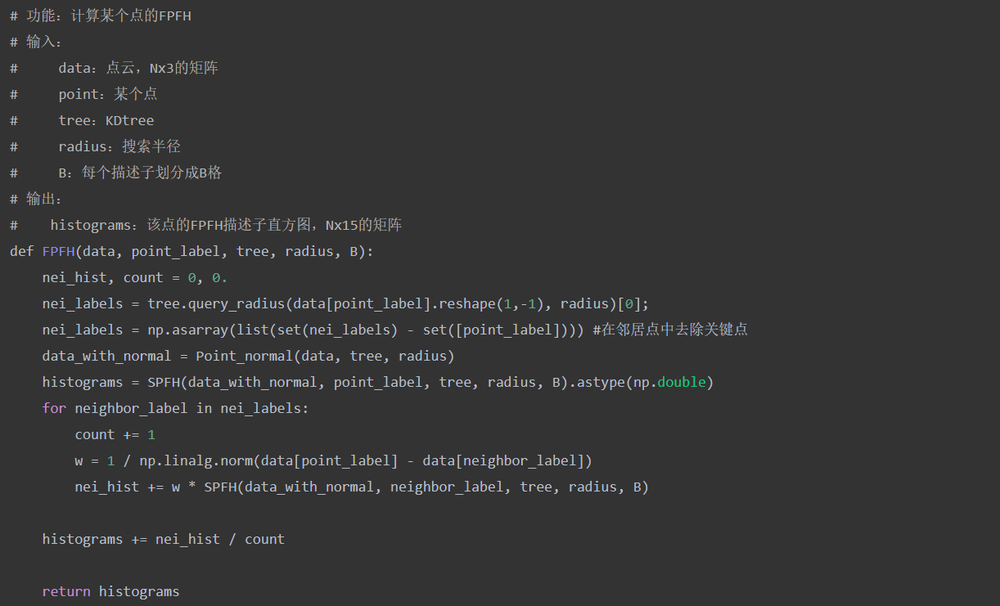 # 功能：计算某个点的FPFH
# 输入：
#     data：点云，Nx3的矩阵
#     point：某个点
#     tree：KDtree
#     radius：搜索半径
#     B：每个描述子划分成B格
# 输出：
#    histograms：该点的FPFH描述子直方图，Nx15的矩阵
def FPFH(data, point_label, tree, radius, B):
    nei_hist, count = 0, 0.
    nei_labels = tree.query_radius(data[point_label].reshape(1,-1), radius)[0];
    nei_labels = np.asarray(list(set(nei_labels) - set([point_label]))) #在邻居点中去除关键点
    data_with_normal = Point_normal(data, tree, radius)
    histograms = SPFH(data_with_normal, point_label, tree, radius, B).astype(np.double)
    for neighbor_label in nei_labels:
        count += 1
        w = 1 / np.linalg.norm(data[point_label] - data[neighbor_label])
        nei_hist += w * SPFH(data_with_normal, neighbor_label, tree, radius, B)
    histograms += nei_hist / count
    return histograms